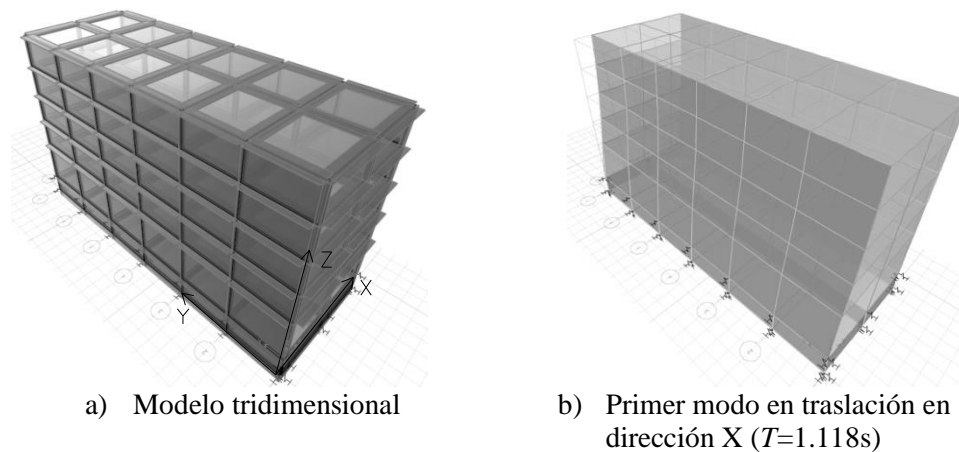 Z
X
Y
a) Modelo tridimensional
b) Primer modo en traslación en
dirección X (T=1.118s)